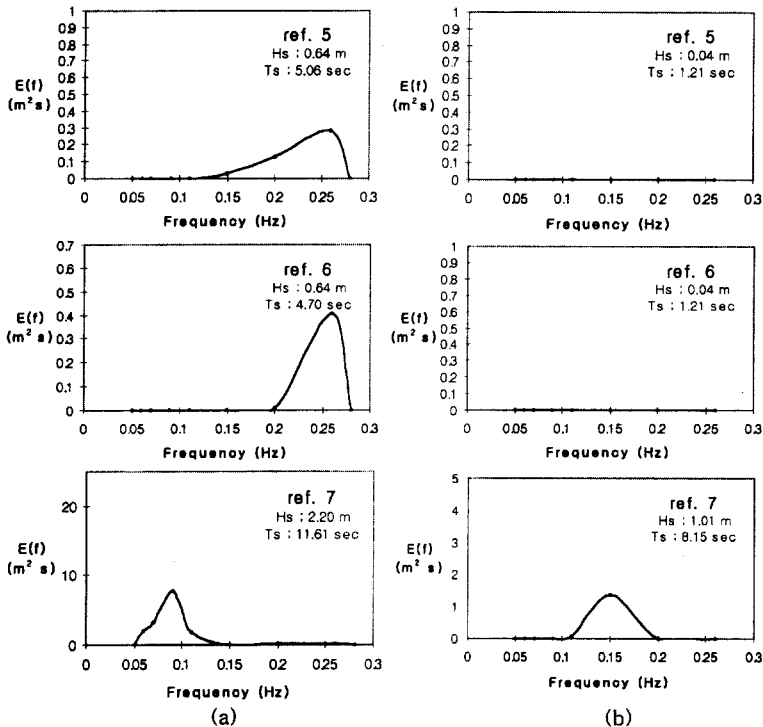 ref. 5
Hs : 0.64 m
Ts : 5.06 sec
E(f)
(m² s)
1
0.9
0.8
0.7
0.6
0.5
0.4
0.3
0.2
0.1
0
0 0.05 0.1 0.15 0.2 0.25 0.3
Frequency (Hz)
ref. 5
Hs : 0.04 m
Ts : 1.21 sec
E(f)
(m² s)
1
0.9
0.8
0.7
0.6
0.5
0.4
0.3
0.2
0.1
0
0 0.05 0.1 0.15 0.2 0.25 0.3
Frequency (Hz)
ref. 6
Hs : 0.64 m
Ts : 4.70 sec
E(f)
(m² s)
0.7
0.6
0.5
0.4
0.3
0.2
0.1
0
0 0.05 0.1 0.15 0.2 0.25 0.3
Frequency (Hz)
ref. 6
Hs : 0.04 m
Ts : 1.21 sec
E(f)
(m² s)
1
0.9
0.8
0.7
0.6
0.5
0.4
0.3
0.2
0.1
0
0 0.05 0.1 0.15 0.2 0.25 0.3
Frequency (Hz)
ref. 7
Hs : 2.20 m
Ts : 11.61 sec
E(f)
(m² s)
20
10
0
0 0.05 0.1 0.15 0.2 0.25 0.3
Frequency (Hz)
(a)
ref. 7
Hs : 1.01 m
Ts : 8.15 sec
E(f)
(m² s)
5
4
3
2
1
0
0 0.05 0.1 0.15 0.2 0.25 0.3
Frequency (Hz)
(b)